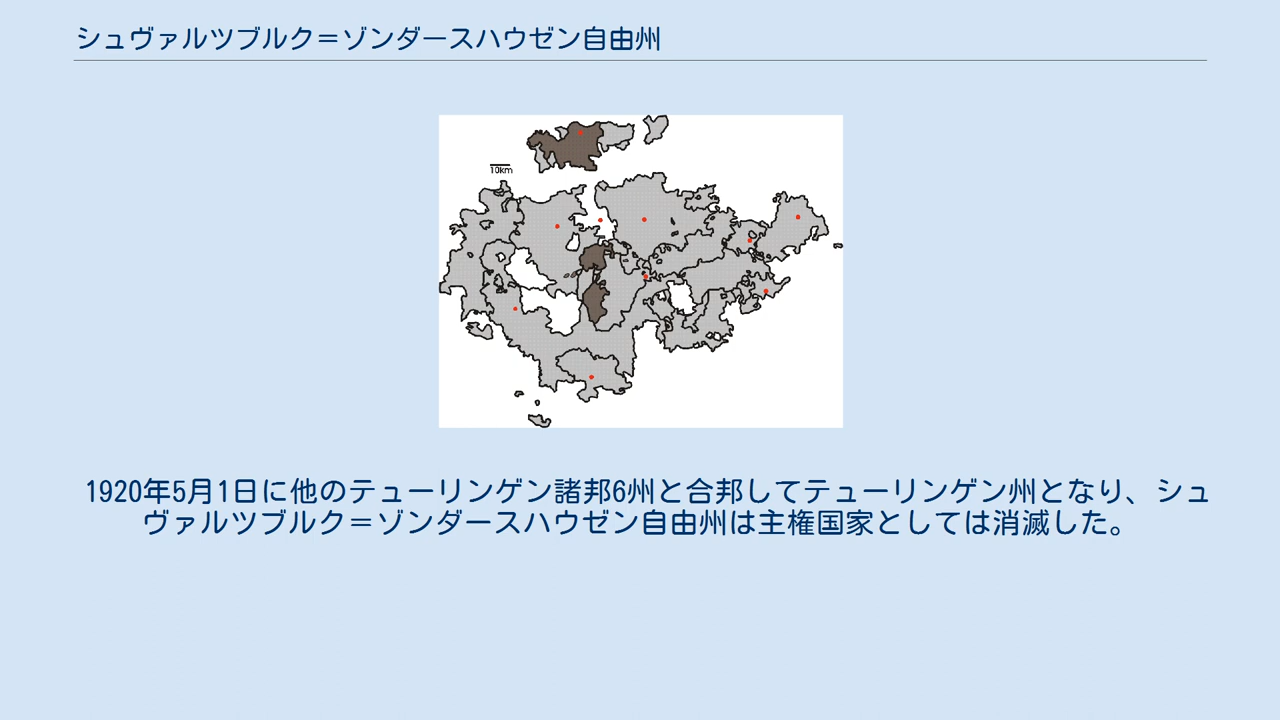 シュヴァルツブルク＝ゾンダースハウゼン自由州
10km
1920年5月1日に他のテューリンゲン諸邦6州と合邦してテューリンゲン州となり、シュ
ヴァルツブルク＝ゾンダースハウゼン自由州は主権国家としては消滅した。